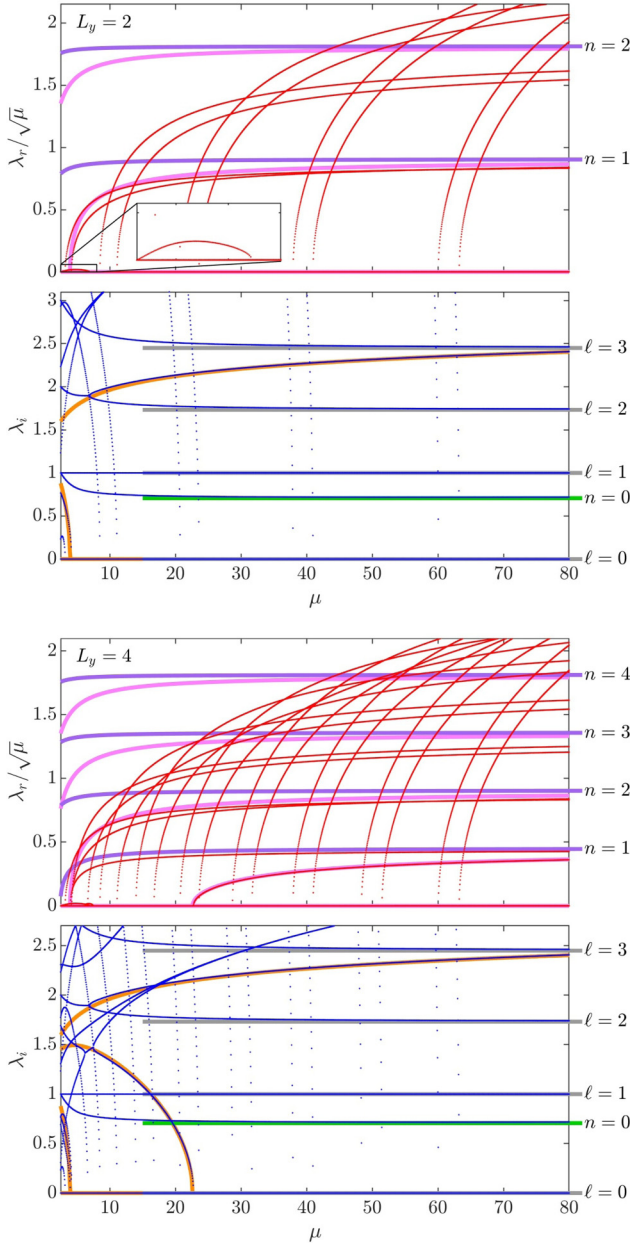 L_y = 2
2
1.5
1
0.5
0
λ_r/√μ
n = 2
n = 1
3
2.5
2
1.5
1
0.5
0
λ_i
ℓ = 3
ℓ = 2
ℓ = 1
n = 0
ℓ = 0
10 20 30 40 50 60 70 80
μ
L_y = 4
2
1.5
1
0.5
0
λ_r/√μ
n = 4
n = 3
n = 2
n = 1
2.5
2
1.5
1
0.5
0
λ_i
ℓ = 3
ℓ = 2
ℓ = 1
n = 0
ℓ = 0
10 20 30 40 50 60 70 80
μ